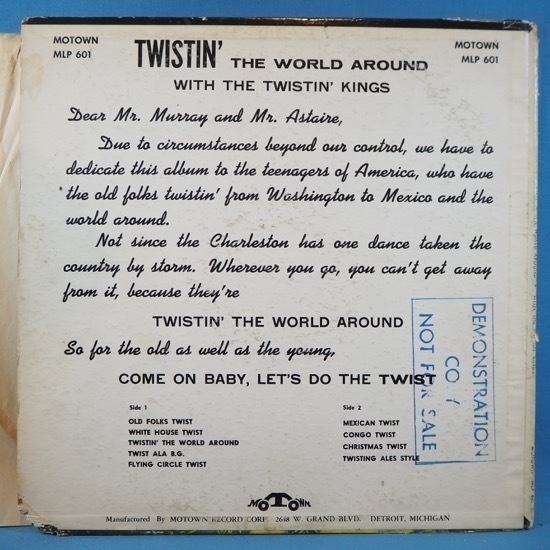 MOTOWN
MLP 601
TWISTIN' THE WORLD AROUND
MOTOWN
MLP 601
WITH THE TWISTIN' KINGS
Dear Mr. Murray and Mr. Astaire,
Due to circumstances beyond our control, we have to
dedicate this album to the teenagers of America, who have
the old folks twistin' from Washington to Mexico and the
world around.
Not since the Charleston has one dance taken the
country by storm. Wherever you go, you can't get away
from it, because they're
TWISTIN' THE WORLD AROUND
So for the old as well as the young,
COME ON BABY, LET'S DO THE TWIST
Side 1
OLD FOLKS TWIST
WHITE HOUSE TWIST
TWISTIN' THE WORLD AROUND
TWIST ALA B.G.
FLYING CIRCLE TWIST
Side 2
MEXICAN TWIST
CONGO TWIST
CHRISTMAS TWIST
TWISTING ALES STYLE
DEMONSTRATION
CO
NOT FOR SALE
MOTOWN
Manufactured By MOTOWN RECORD CORP. 2648 W. GRAND BLVD. DETROIT, MICHIGAN